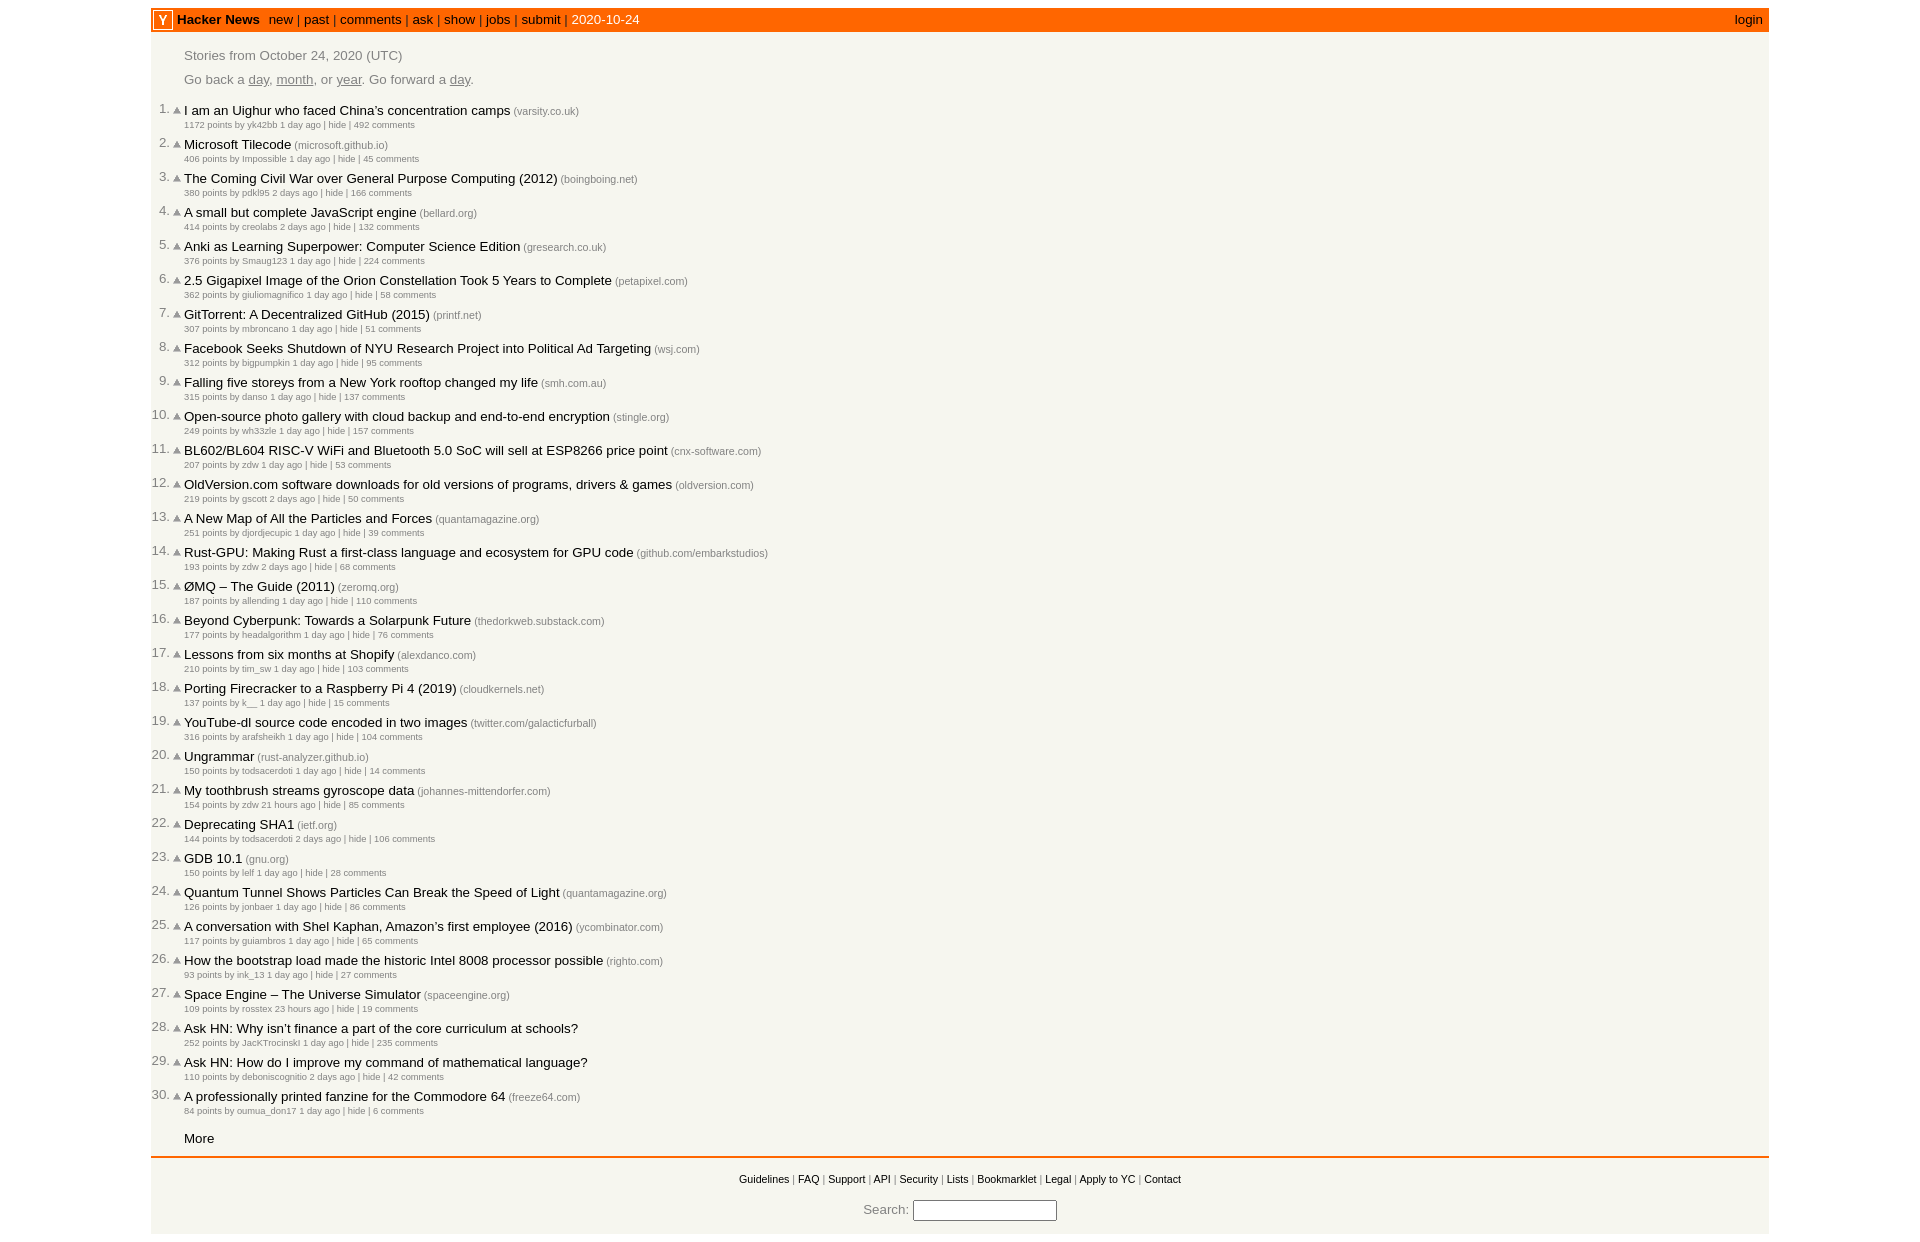 Y Hacker News new | past | comments | ask | show | jobs | submit | 2020-10-24 login
Stories from October 24, 2020 (UTC)
Go back a day, month, or year. Go forward a day.
1. I am an Uighur who faced China’s concentration camps (varsity.co.uk)
1172 points by yk42bb 1 day ago | hide | 492 comments
2. Microsoft Tilecode (microsoft.github.io)
406 points by Impossible 1 day ago | hide | 45 comments
3. The Coming Civil War over General Purpose Computing (2012) (boingboing.net)
380 points by pdkl95 2 days ago | hide | 166 comments
4. A small but complete JavaScript engine (bellard.org)
414 points by creolabs 2 days ago | hide | 132 comments
5. Anki as Learning Superpower: Computer Science Edition (gresearch.co.uk)
376 points by Smaug123 1 day ago | hide | 224 comments
6. 2.5 Gigapixel Image of the Orion Constellation Took 5 Years to Complete (petapixel.com)
362 points by giuliomagnifico 1 day ago | hide | 58 comments
7. GitTorrent: A Decentralized GitHub (2015) (printf.net)
307 points by mbroncano 1 day ago | hide | 51 comments
8. Facebook Seeks Shutdown of NYU Research Project into Political Ad Targeting (wsj.com)
312 points by bigpumpkin 1 day ago | hide | 95 comments
9. Falling five storeys from a New York rooftop changed my life (smh.com.au)
315 points by danso 1 day ago | hide | 137 comments
10. Open-source photo gallery with cloud backup and end-to-end encryption (stingle.org)
249 points by wh33zle 1 day ago | hide | 157 comments
11. BL602/BL604 RISC-V WiFi and Bluetooth 5.0 SoC will sell at ESP8266 price point (cnx-software.com)
207 points by zdw 1 day ago | hide | 53 comments
12. OldVersion.com software downloads for old versions of programs, drivers & games (oldversion.com)
219 points by gscott 2 days ago | hide | 50 comments
13. A New Map of All the Particles and Forces (quantamagazine.org)
251 points by djordjecupic 1 day ago | hide | 39 comments
14. Rust-GPU: Making Rust a first-class language and ecosystem for GPU code (github.com/embarkstudios)
193 points by zdw 2 days ago | hide | 68 comments
15. ØMQ – The Guide (2011) (zeromq.org)
187 points by allending 1 day ago | hide | 110 comments
16. Beyond Cyberpunk: Towards a Solarpunk Future (thedorkweb.substack.com)
177 points by headalgorithm 1 day ago | hide | 76 comments
17. Lessons from six months at Shopify (alexdanco.com)
210 points by tim_sw 1 day ago | hide | 103 comments
18. Porting Firecracker to a Raspberry Pi 4 (2019) (cloudkernels.net)
137 points by k__ 1 day ago | hide | 15 comments
19. YouTube-dl source code encoded in two images (twitter.com/galacticfurball)
316 points by arafsheikh 1 day ago | hide | 104 comments
20. Ungrammar (rust-analyzer.github.io)
150 points by todsacerdoti 1 day ago | hide | 14 comments
21. My toothbrush streams gyroscope data (johannes-mittendorfer.com)
154 points by zdw 21 hours ago | hide | 85 comments
22. Deprecating SHA1 (ietf.org)
144 points by todsacerdoti 2 days ago | hide | 106 comments
23. GDB 10.1 (gnu.org)
150 points by lelf 1 day ago | hide | 28 comments
24. Quantum Tunnel Shows Particles Can Break the Speed of Light (quantamagazine.org)
126 points by jonbaer 1 day ago | hide | 86 comments
25. A conversation with Shel Kaphan, Amazon’s first employee (2016) (ycombinator.com)
117 points by guiambros 1 day ago | hide | 65 comments
26. How the bootstrap load made the historic Intel 8008 processor possible (righto.com)
93 points by ink_13 1 day ago | hide | 27 comments
27. Space Engine – The Universe Simulator (spaceengine.org)
109 points by rosstex 23 hours ago | hide | 19 comments
28. Ask HN: Why isn’t finance a part of the core curriculum at schools?
252 points by JacKTrocinskI 1 day ago | hide | 235 comments
29. Ask HN: How do I improve my command of mathematical language?
110 points by deboniscognitio 2 days ago | hide | 42 comments
30. A professionally printed fanzine for the Commodore 64 (freeze64.com)
84 points by oumua_don17 1 day ago | hide | 6 comments
More
Guidelines | FAQ | Support | API | Security | Lists | Bookmarklet | Legal | Apply to YC | Contact
Search: